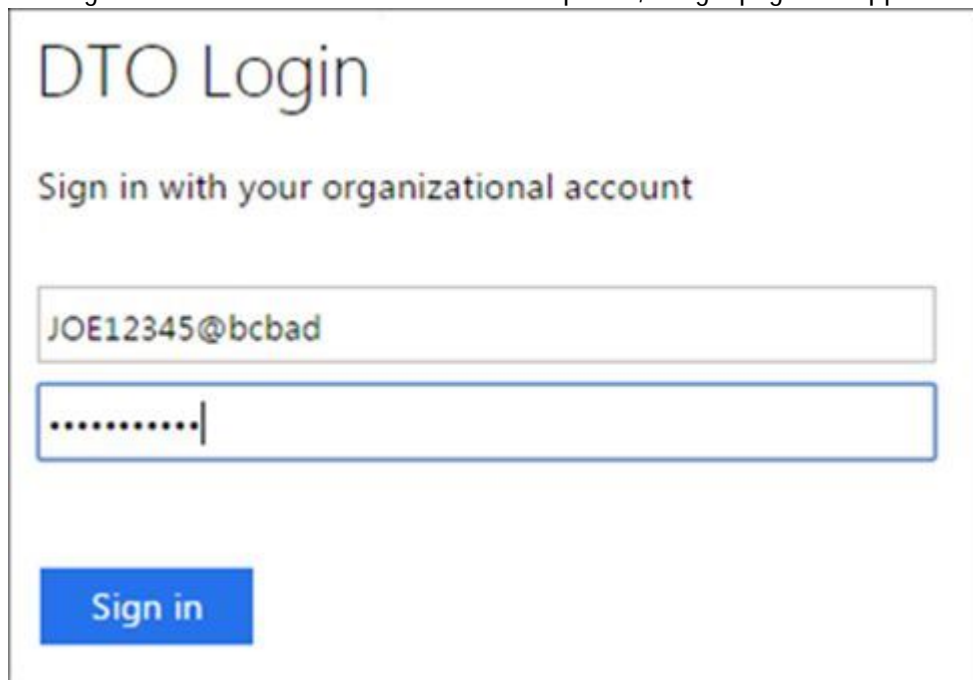 DTO Login
Sign in with your organizational account
JOE12345@bcbad
•••••••••••
Sign in